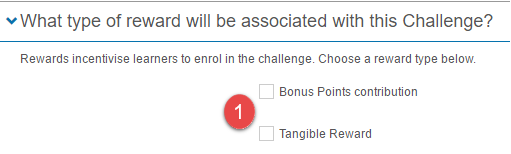 What type of reward will be associated with this Challenge?
Rewards incentivise learners to enrol in the challenge. Choose a reward type below.
Bonus Points contribution
1
Tangible Reward